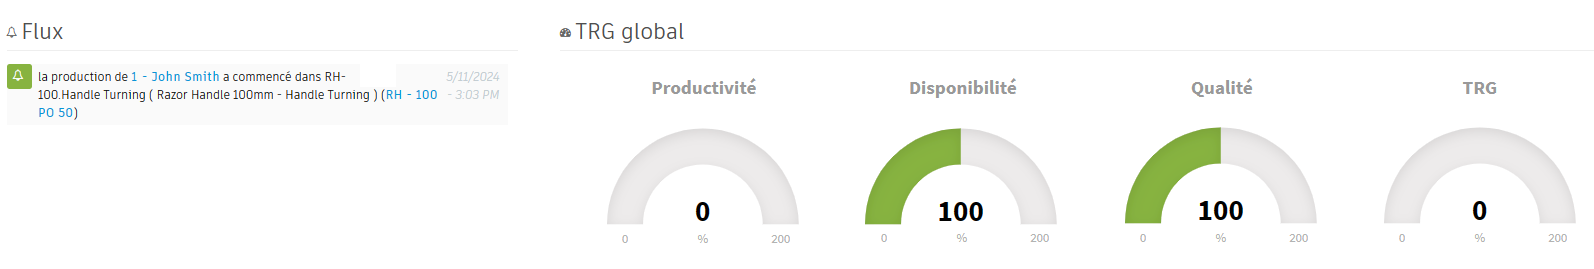 Flux
la production de 1 - John Smith a commencé dans RH-
100.Handle Turning ( Razor Handle 100mm - Handle Turning ) (RH - 100
PO 50)
5/11/2024
- 3:03 PM
TRG global
Productivité
0
0 % 200
Disponibilité
100
0 % 200
Qualité
100
0 % 200
TRG
0
0 % 200